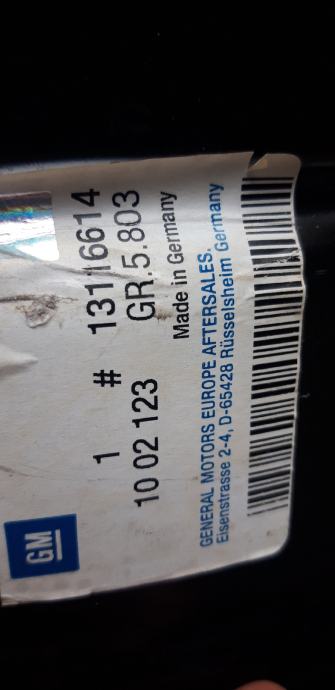 GM
1 # 13116614
10 02 123 GR.5.803
Made in Germany
GENERAL MOTORS EUROPE AFTERSALES.
Eisenstrasse 2-4, D-65428 Rüsselsheim Germany